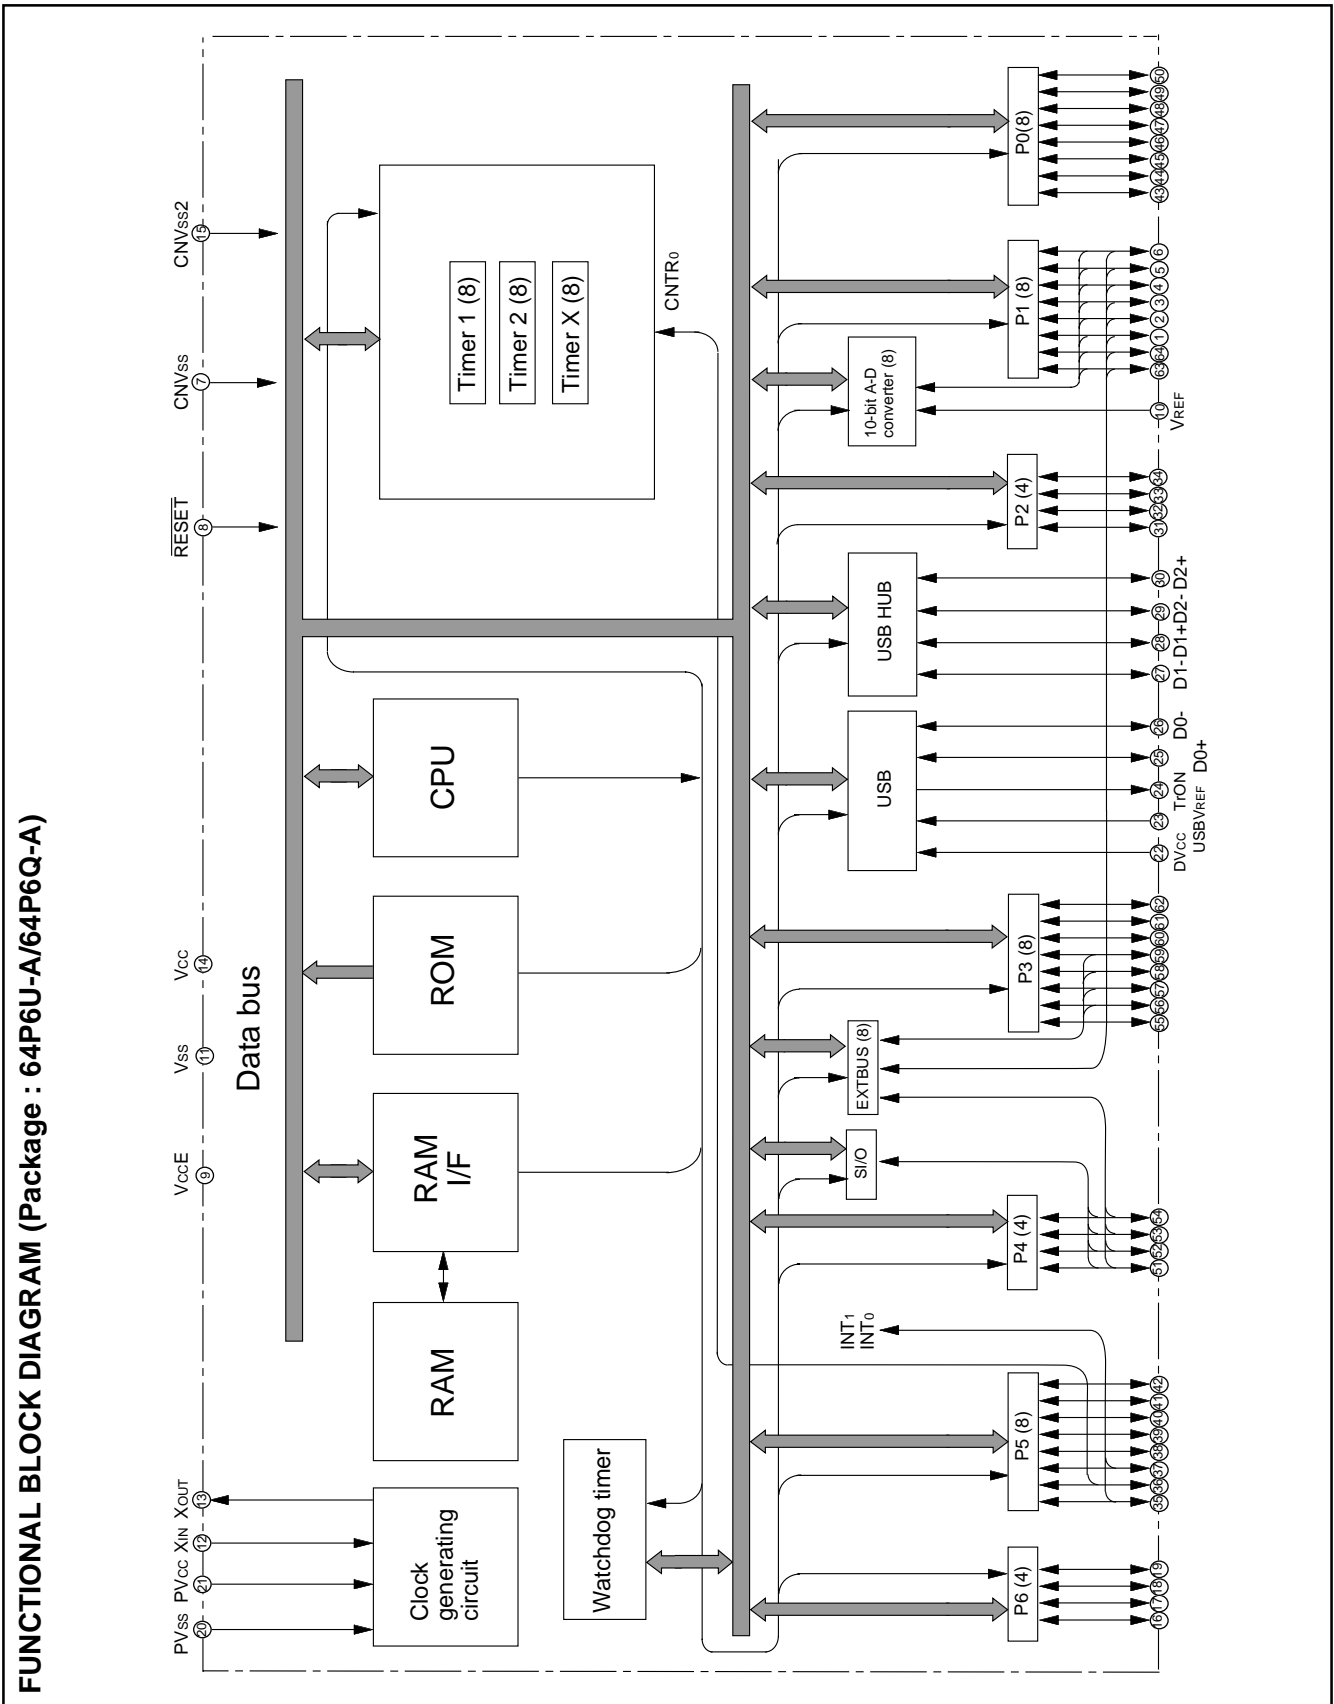 FUNCTIONAL BLOCK DIAGRAM (Package : 64P6U-A/64P6Q-A)
PVSS
20
PVCC
21
XIN
12
XOUT
13
VCCE
9
VSS
11
VCC
14
RESET
8
CNVSS
7
CNVSS2
15
Data bus
Clock
generating
circuit
RAM
RAM
I/F
ROM
CPU
Timer 1 (8)
Timer 2 (8)
Timer X (8)
CNTR0
Watchdog timer
INT1
INT0
SI/O
EXTBUS (8)
USB
USB HUB
10-bit A-D
converter (8)
P6 (4)
P5 (8)
P4 (4)
P3 (8)
P2 (4)
P1 (8)
P0(8)
16 17 18 19
35 36 37 38 39 40 41 42
51 52 53 54
55 56 57 58 59 60 61 62
22 23 24 25 26
27 28 29 30
31 32 33 34
10
63 64 1 2 3 4 5 6
43 44 45 46 47 48 49 50
DVCC
TrON
D0-
USBVREF
D0+
D1- D1+ D2- D2+
VREF